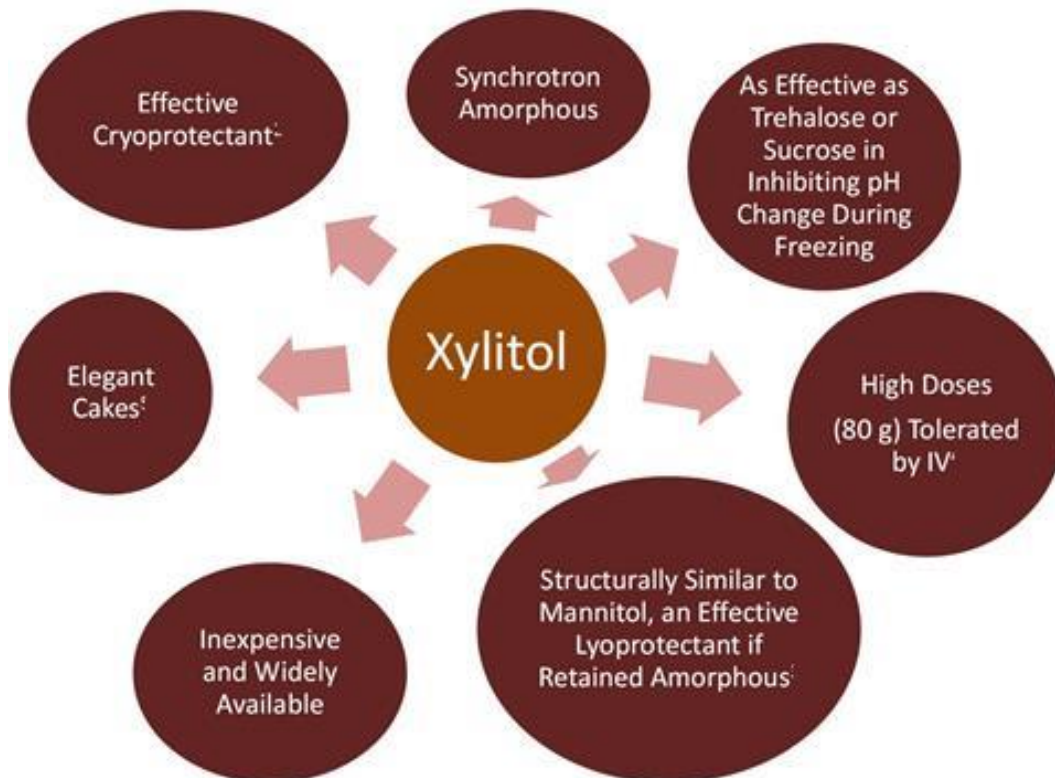 Effective
Cryoprotectant
Synchrotron
Amorphous
As Effective as
Trehalose or
Sucrose in
Inhibiting pH
Change During
Freezing
Xylitol
Elegant
Cakes
High Doses
(80 g) Tolerated
by IV
Inexpensive
and Widely
Available
Structurally Similar to
Mannitol, an Effective
Lyoprotectant if
Retained Amorphous